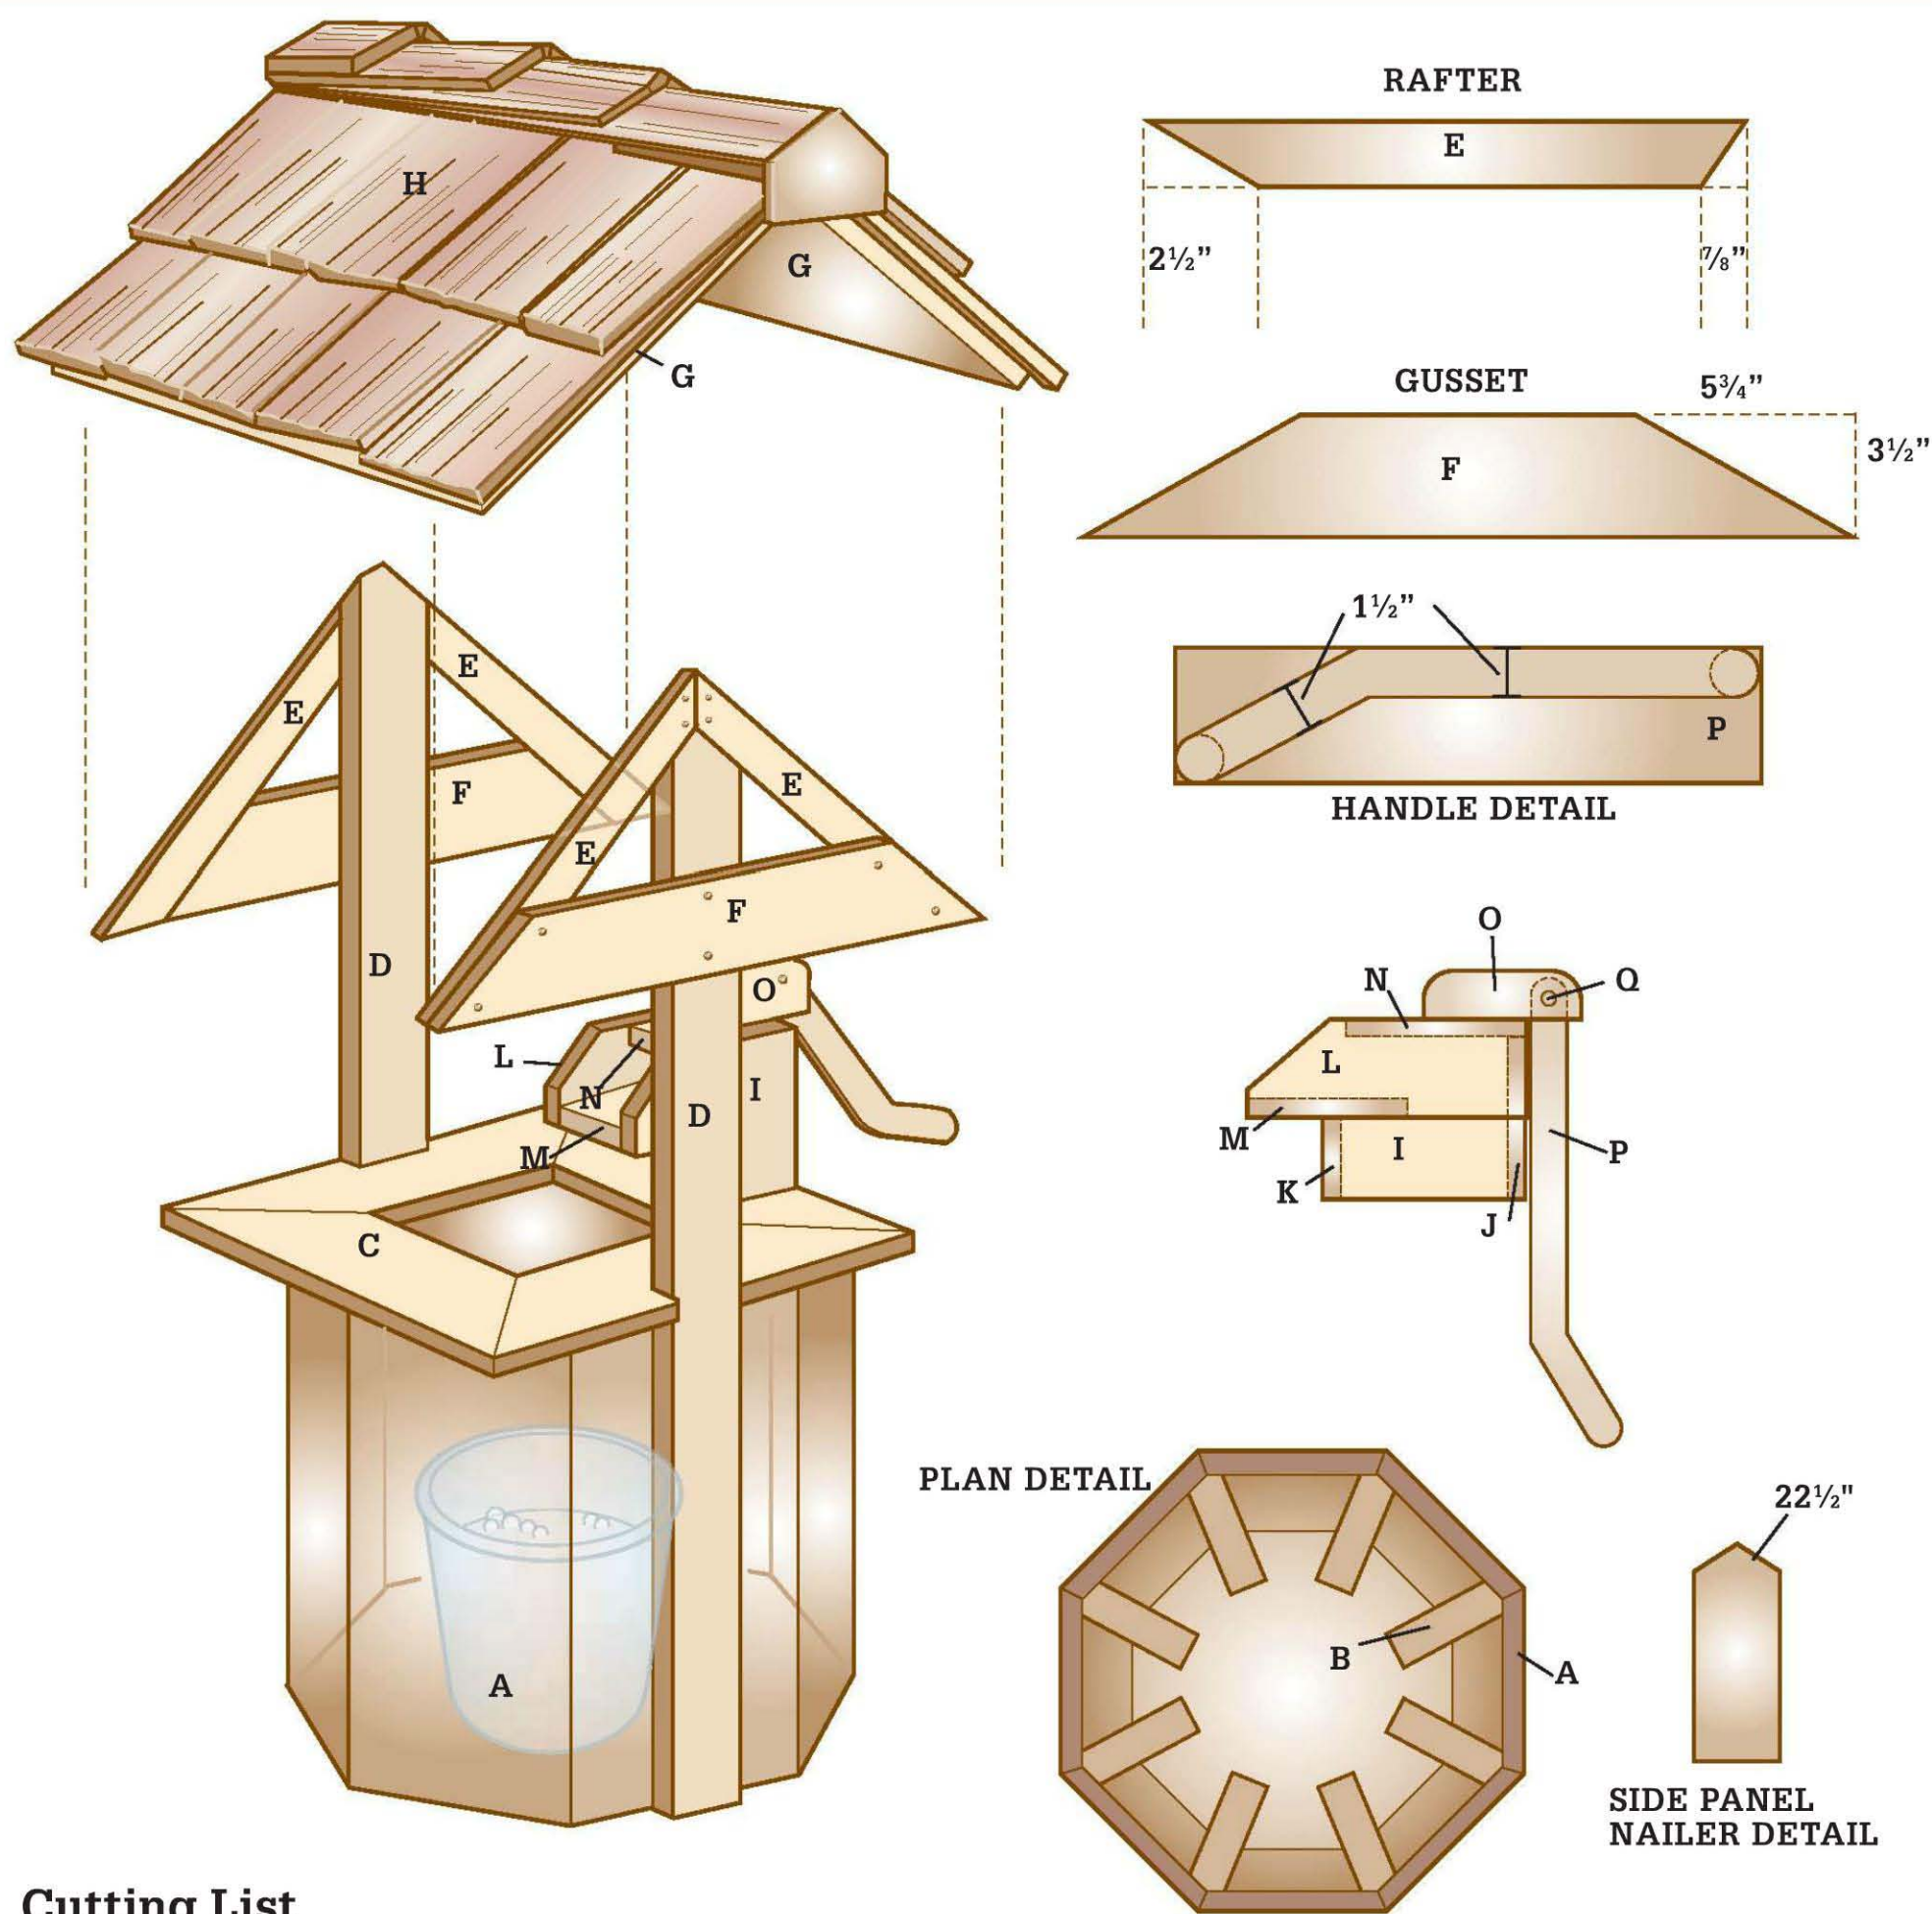 RAFTER
E
2½”
⅞”
H
G
G
GUSSET
5¾”
3½”
F
1½”
P
HANDLE DETAIL
E
E
F
E
E
F
D
O
L
N
M
D
I
C
A
O
N
Q
L
M
I
P
K
J
PLAN DETAIL
B
A
22½"
SIDE PANEL
NAILER DETAIL
Cutting List